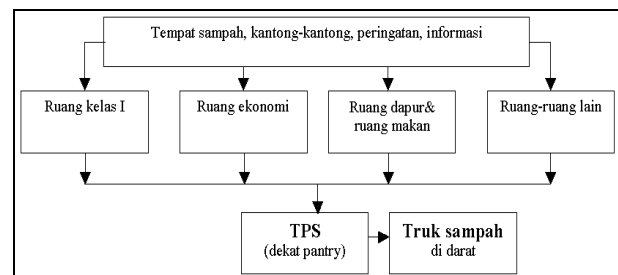 Tempat sampah, kantong-kantong, peringatan, informasi
Ruang kelas I
Ruang ekonomi
Ruang dapur&
ruang makan
Ruang-ruang lain
TPS
(dekat pantry)
Truk sampah
di darat